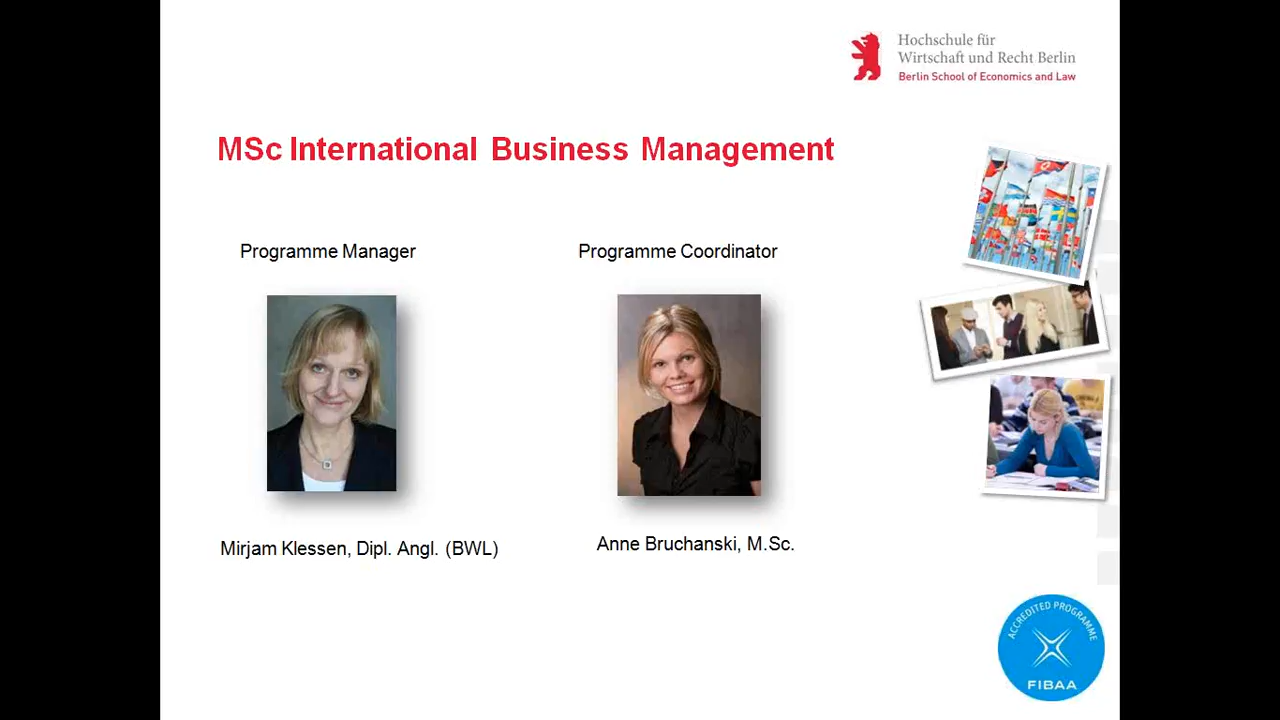 Hochschule für
Wirtschaft und Recht Berlin
Berlin School of Economics and Law
MSc International Business Management
Programme Manager
Programme Coordinator
Mirjam Klessen, Dipl. Angl. (BWL)
Anne Bruchanski, M.Sc.
ACCREDITED PROGRAMME
FIBAA